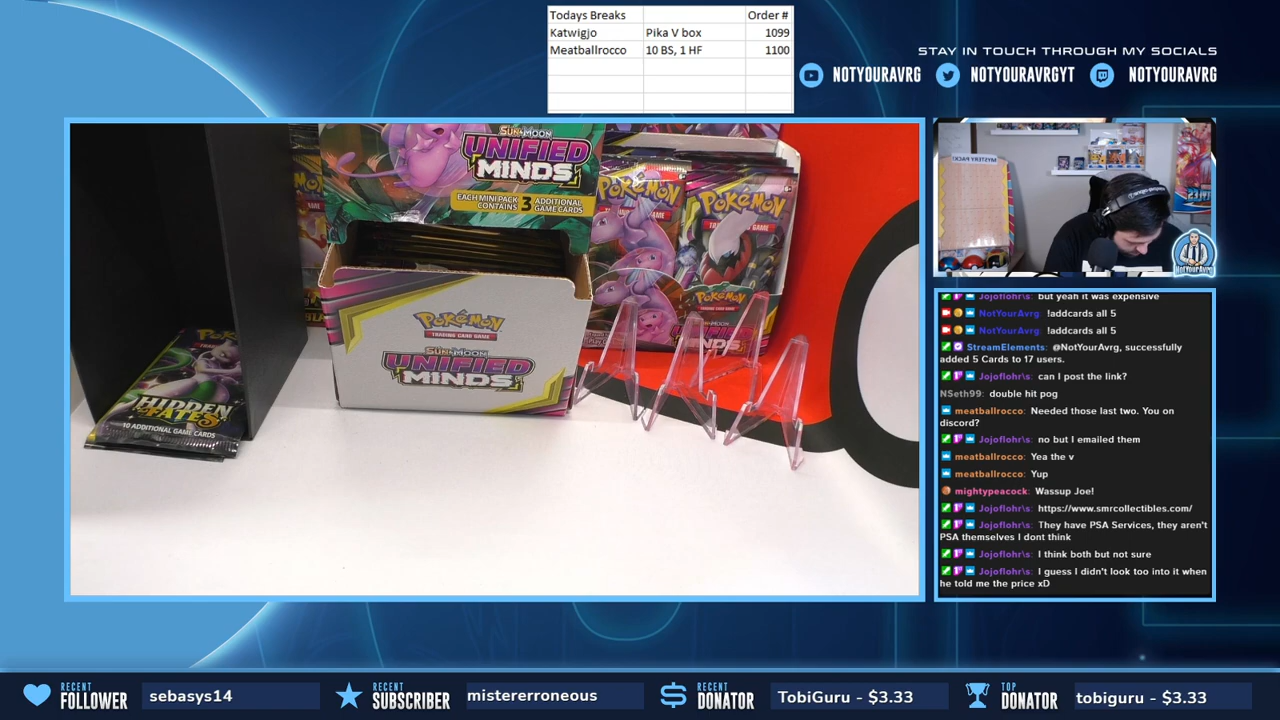 Todays Breaks Order #
Katwigjo Pika V box 1099
Meatballrocco 10 BS, 1 HF 1100
STAY IN TOUCH THROUGH MY SOCIALS
NOTYOURAVRG NOTYOURAVRGYT NOTYOURAVRG
SUN & MOON
UNIFIED
MINDS
EACH MINI PACK CONTAINS 3 ADDITIONAL GAME CARDS
POKÉMON
TRADING CARD GAME
SUN & MOON
UNIFIED
MINDS
POKÉMON
POKÉMON
HIDDEN
FATES
10 ADDITIONAL GAME CARDS
MYSTERY PACK
NotYourAvrg
Jojoflohr\s: but yeah it was expensive
NotYourAvrg: !addcards all 5
NotYourAvrg: !addcards all 5
StreamElements: @NotYourAvrg, successfully
added 5 Cards to 17 users.
Jojoflohr\s: can I post the link?
NSeth99: double hit pog
meatballrocco: Needed those last two. You on
discord?
Jojoflohr\s: no but I emailed them
meatballrocco: Yea the v
meatballrocco: Yup
mightypeacock: Wassup Joe!
Jojoflohr\s: https://www.smrcollectibles.com/
Jojoflohr\s: They have PSA Services, they aren't
PSA themselves I dont think
Jojoflohr\s: I think both but not sure
Jojoflohr\s: I guess I didn't look too into it when
he told me the price xD
RECENT FOLLOWER sebasys14
RECENT SUBSCRIBER mistererroneous
RECENT DONATOR TobiGuru - $3.33
TOP DONATOR tobiguru - $3.33